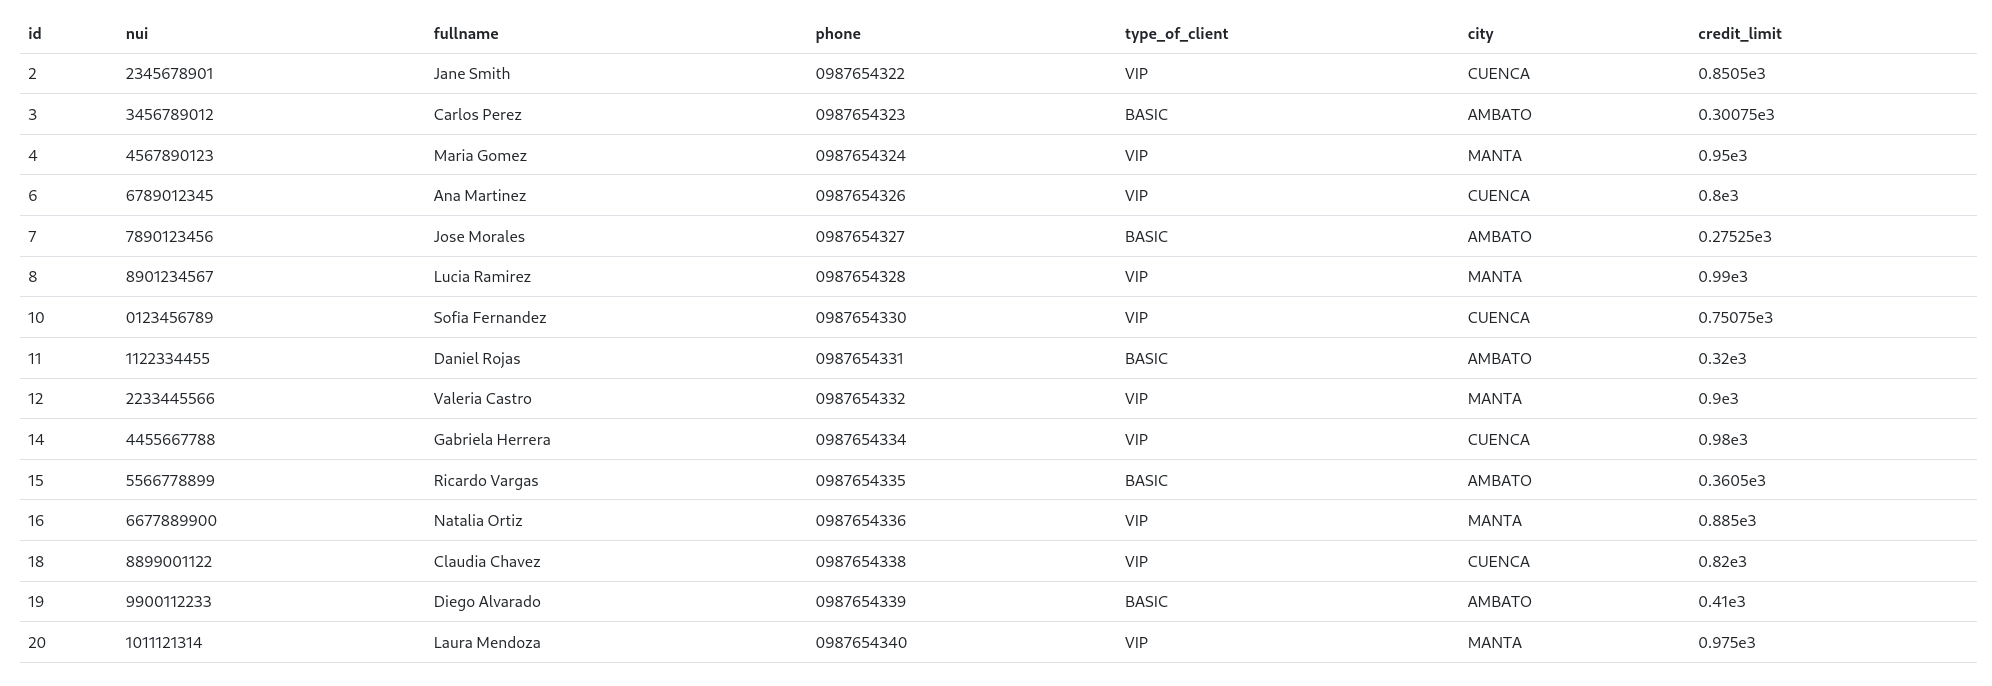 id nui fullname phone type_of_client city credit_limit
2 2345678901 Jane Smith 0987654322 VIP CUENCA 0.8505e3
3 3456789012 Carlos Perez 0987654323 BASIC AMBATO 0.30075e3
4 4567890123 Maria Gomez 0987654324 VIP MANTA 0.95e3
6 6789012345 Ana Martinez 0987654326 VIP CUENCA 0.8e3
7 7890123456 Jose Morales 0987654327 BASIC AMBATO 0.27525e3
8 8901234567 Lucia Ramirez 0987654328 VIP MANTA 0.99e3
10 0123456789 Sofia Fernandez 0987654330 VIP CUENCA 0.75075e3
11 1122334455 Daniel Rojas 0987654331 BASIC AMBATO 0.32e3
12 2233445566 Valeria Castro 0987654332 VIP MANTA 0.9e3
14 4455667788 Gabriela Herrera 0987654334 VIP CUENCA 0.98e3
15 5566778899 Ricardo Vargas 0987654335 BASIC AMBATO 0.3605e3
16 6677889900 Natalia Ortiz 0987654336 VIP MANTA 0.885e3
18 8899001122 Claudia Chavez 0987654338 VIP CUENCA 0.82e3
19 9900112233 Diego Alvarado 0987654339 BASIC AMBATO 0.41e3
20 1011121314 Laura Mendoza 0987654340 VIP MANTA 0.975e3